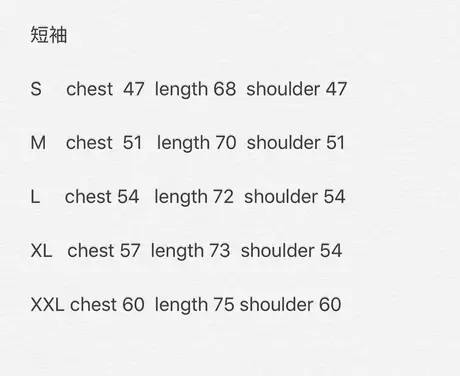 短袖
S chest 47 length 68 shoulder 47
M chest 51 length 70 shoulder 51
L chest 54 length 72 shoulder 54
XL chest 57 length 73 shoulder 54
XXL chest 60 length 75 shoulder 60